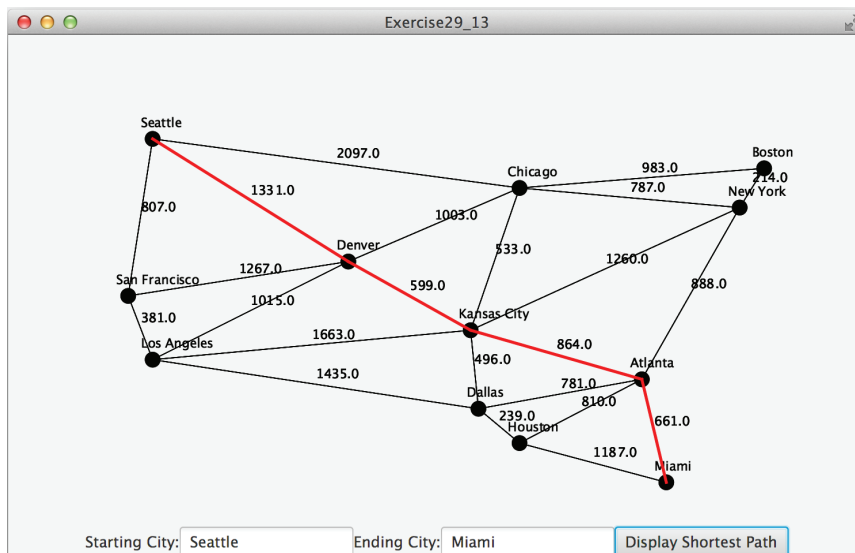 Exercise29_13
Seattle
2097.0
Boston
983.0
Chicago
214.0
787.0
New York
1331.0
807.0
1003.0
Denver
533.0
1260.0
San Francisco
1267.0
599.0
888.0
1015.0
381.0
Kansas City
1663.0
Los Angeles
864.0
496.0
Atlanta
1435.0
781.0
Dallas
810.0
239.0
661.0
Houston
1187.0
Miami
Starting City: Seattle Ending City: Miami Display Shortest Path